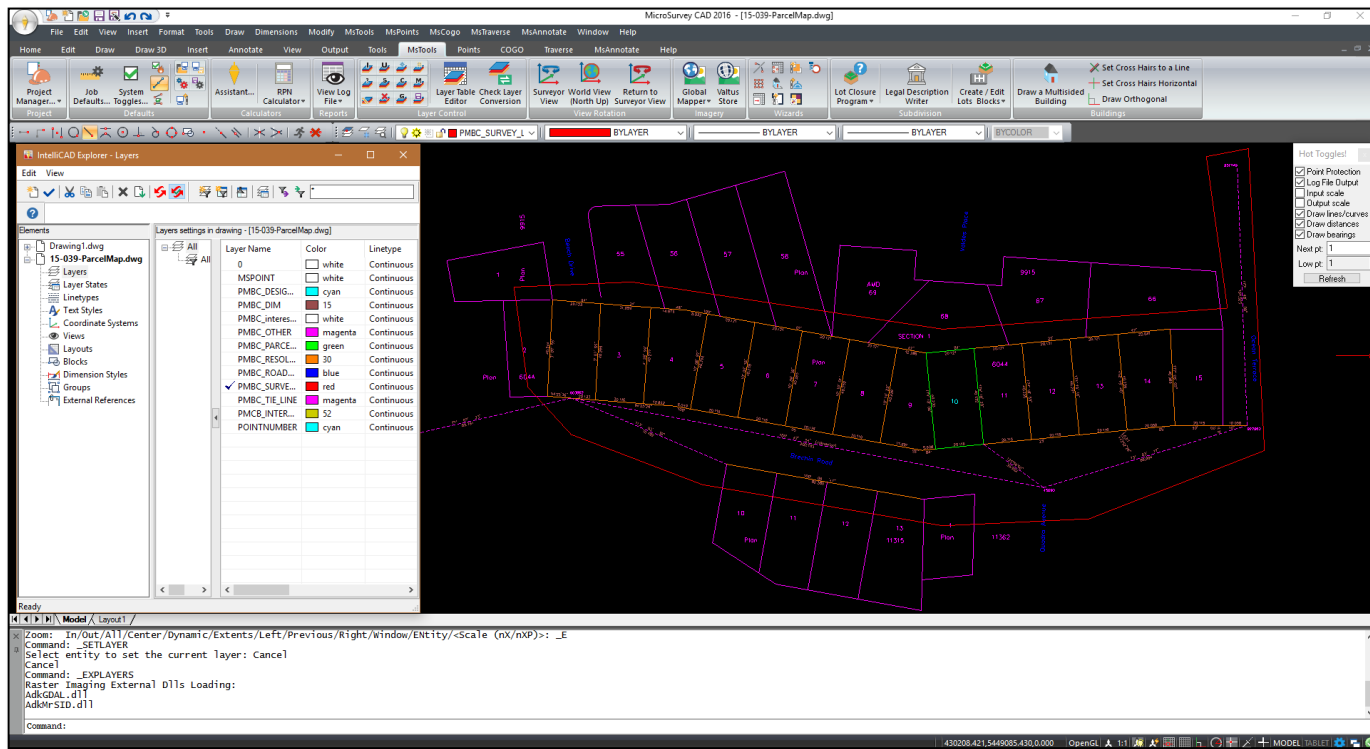 MicroSurvey CAD 2016 - [15-039-ParcelMap.dwg]
File Edit View Insert Format Tools Draw Dimensions Modify MsTools MsPoints MsCogo MsTraverse MsAnnotate Window Help
Home Edit Draw Draw 3D Insert Annotate View Output Tools MsTools Points COGO Traverse MsAnnotate Help
Project Manager...
Job Defaults...
System Toggles...
Assistant...
RPN Calculator
View Log File
Layer Table Editor
Check Layer Conversion
Surveyor View
World View (North Up)
Return to Surveyor View
Global Mapper
Valtus Store
Lot Closure Program
Legal Description Writer
Create / Edit Lots Blocks
Draw a Multisided Building
Set Cross Hairs to a Line
Set Cross Hairs Horizontal
Draw Orthogonal
Project Defaults Calculators Reports Layer Control View Rotation Imagery Wizards Subdivision Buildings
PMBC_SURVEY_L BYLAYER BYLAYER BYLAYER BYCOLOR
IntelliCAD Explorer - Layers
Edit View
*
Elements
Drawing1.dwg
15-039-ParcelMap.dwg
Layers
Layer States
Linetypes
Text Styles
Coordinate Systems
Views
Layouts
Blocks
Dimension Styles
Groups
External References
Layers settings in drawing - [15-039-ParcelMap.dwg]
All
All
Layer Name Color Linetype
0 white Continuous
MSPOINT white Continuous
PMBC_DESIG... cyan Continuous
PMBC_DIM 15 Continuous
PMBC_interes... white Continuous
PMBC_OTHER magenta Continuous
PMBC_PARCE... green Continuous
PMBC_RESOL... 30 Continuous
PMBC_ROAD... blue Continuous
PMBC_SURVE... red Continuous
PMBC_TIE_LINE magenta Continuous
PMCB_INTER... 52 Continuous
POINTNUMBER cyan Continuous
Ready
9915
1
Plan
55
56
57
58
Plan
AMD
69
9915
67
66
68
SECTION 1
2
Plan
6544
3
4
5
6
Plan
7
8
9
10
6544
11
12
13
14
15
10
Plan
11
12
13
11315
1
Plan
11302
Hot Toggles!
Point Protection
Log File Output
Input scale
Output scale
Draw lines/curves
Draw distances
Draw bearings
Next pt: 1
Low pt: 1
Refresh
Model Layout1
Zoom: In/Out/All/Center/Dynamic/Extents/Left/Previous/Right/Window/ENtity/<Scale (nX/nXP)>: _E
Command: _SETLAYER
Select entity to set the current layer: Cancel
Cancel
Command: _EXPLAYERS
Raster Imaging External Dlls Loading:
AdkGDAL.dll
AdkMrSID.dll
Command:
430208.421,5449085.430,0.000 OpenGL 1:1 MODEL TABLET